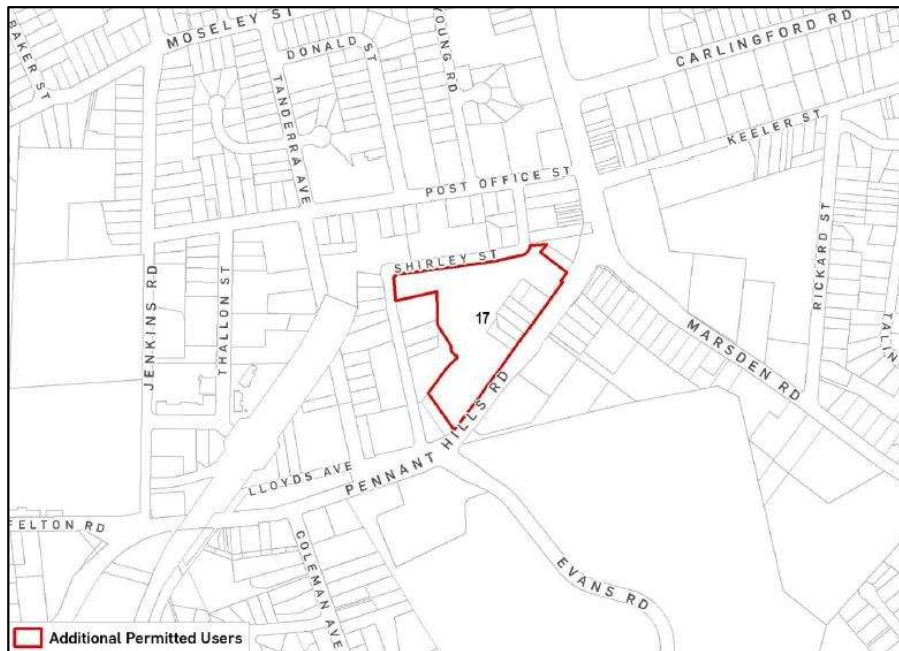 BAKER ST
MOSELEY ST
DONALD ST
YOUNG RD
CARLINGFORD RD
TANDERRA AVE
KEELER ST
POST OFFICE ST
RICKARD ST
SHIRLEY ST
JENKINS RD
THALLON ST
17
MARSDEN RD
TALIN
PENNANT HILLS RD
LLOYDS AVE
FELTON RD
COLEMAN AVE
EVANS RD
Additional Permitted Users